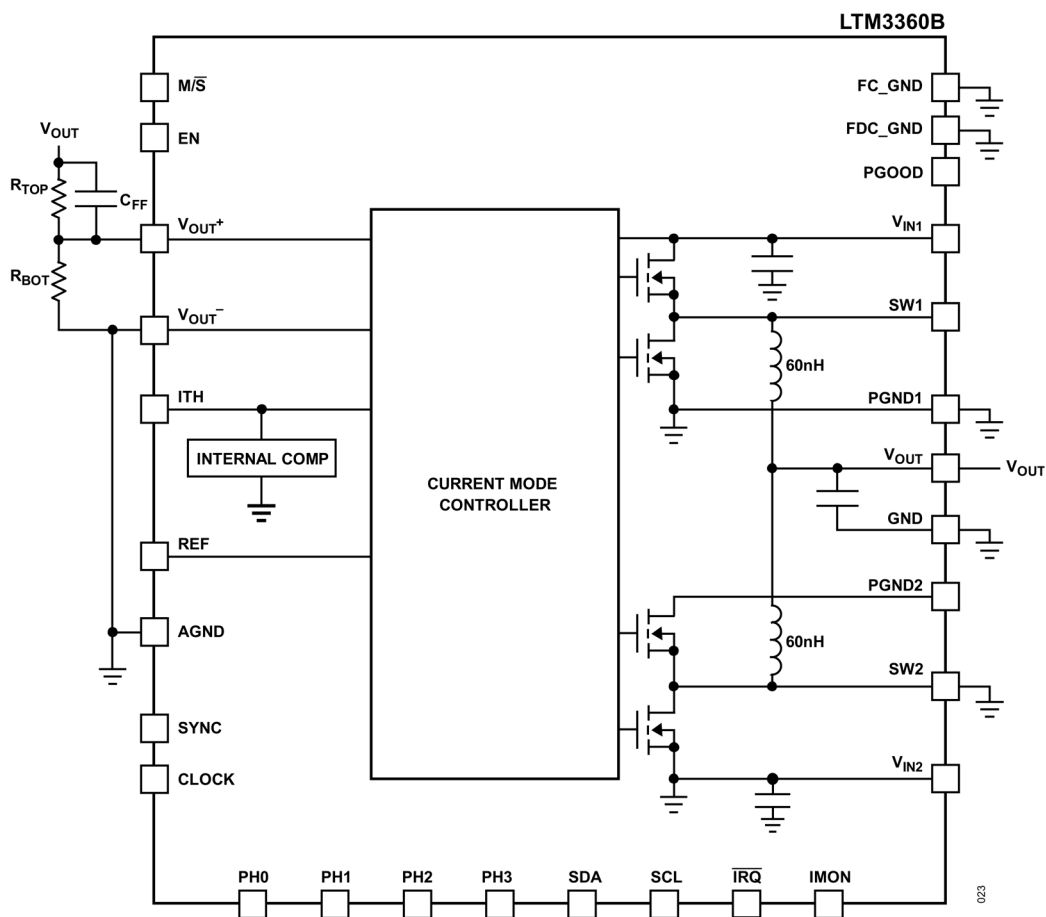 LTM3360B
M/S̅
EN
VOUT
RTOP
CFF
VOUT+
RBOT
VOUT–
ITH
INTERNAL COMP
REF
AGND
SYNC
CLOCK
CURRENT MODE
CONTROLLER
FC_GND
FDC_GND
PGOOD
VIN1
SW1
60nH
PGND1
VOUT
VOUT
GND
PGND2
60nH
SW2
VIN2
PH0
PH1
PH2
PH3
SDA
SCL
I̅R̅Q̅
IMON
023